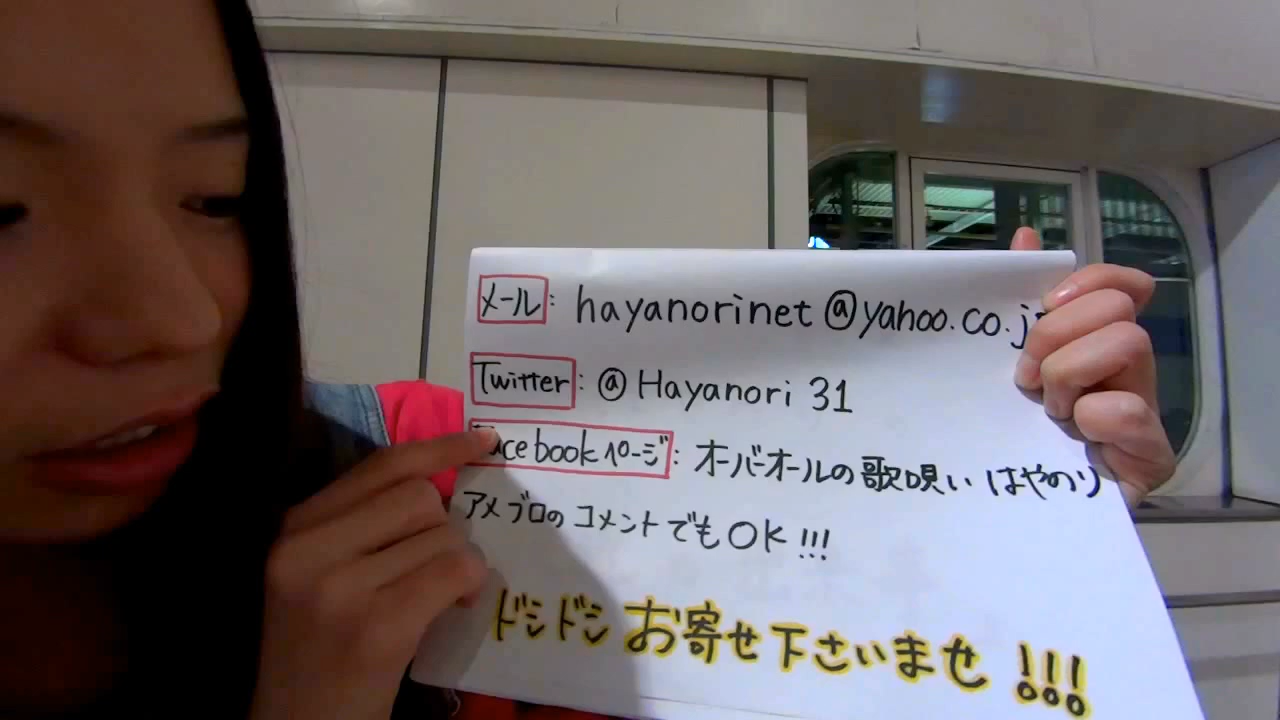 メール: hayanorinet@yahoo.co.j
Twitter: @Hayanori 31
Facebookページ: オーバーオールの歌唄い はやのり
アメブロのコメントでもOK!!!
ドシドシお寄せ下さいませ!!!